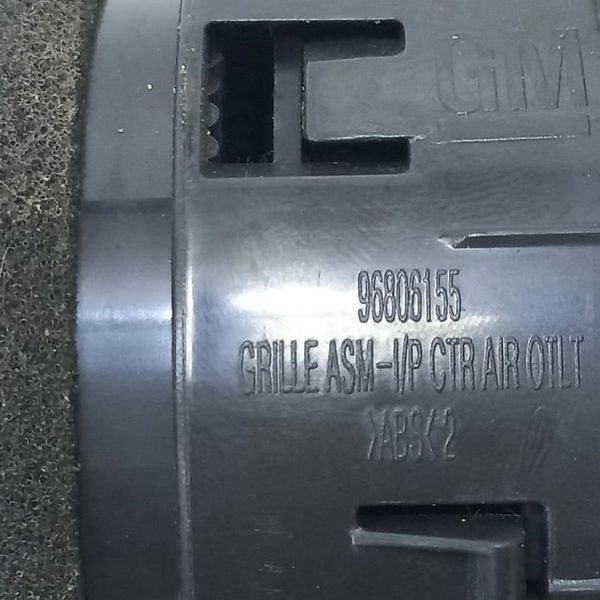 GM
96806155
GRILLE ASM-I/P CTR AIR OTLT
>ABS< 2